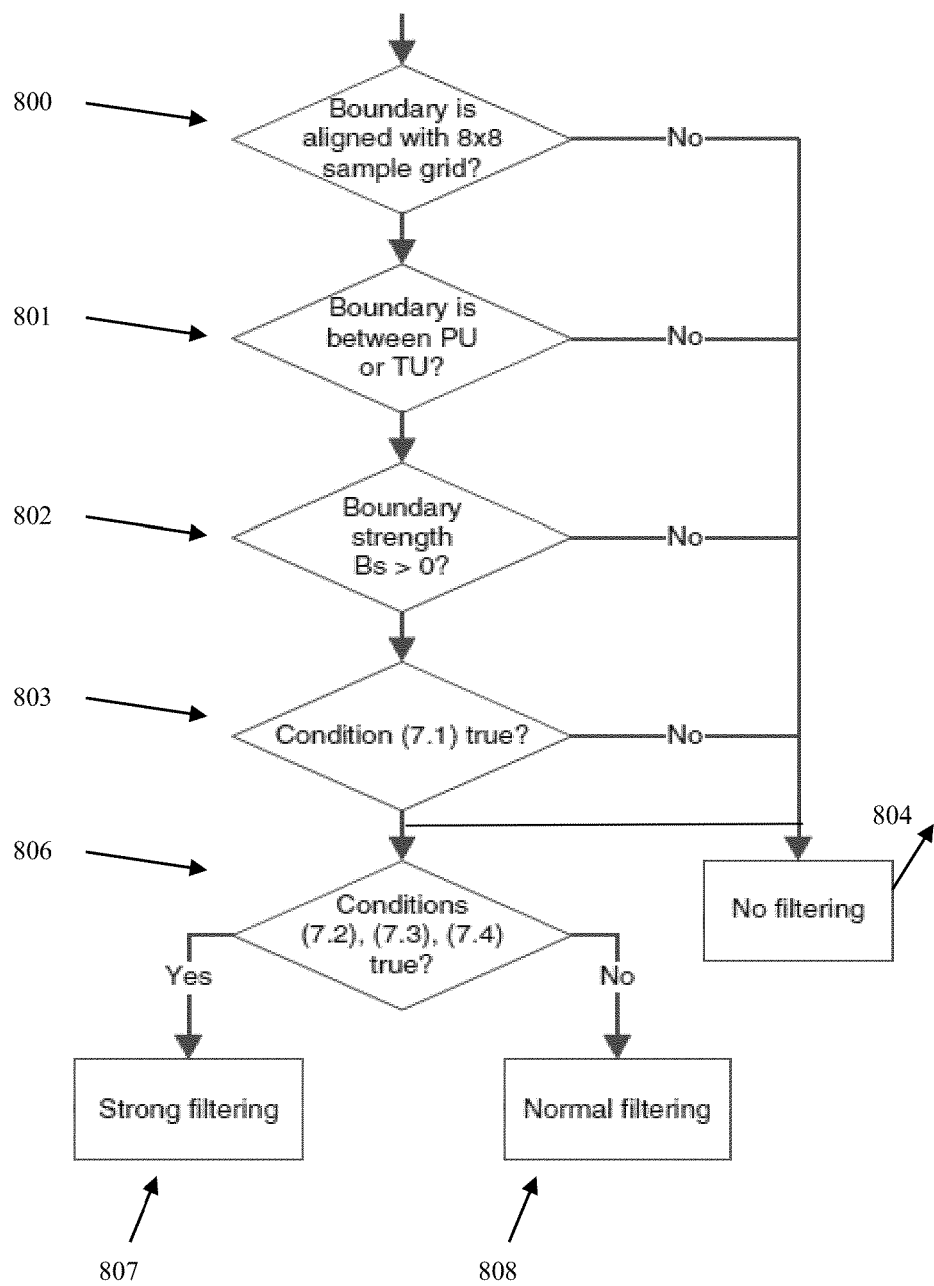 800
Boundary is
aligned with 8x8
sample grid?
No
801
Boundary is
between PU
or TU?
No
802
Boundary
strength
Bs > 0?
No
803
Condition (7.1) true?
No
804
806
Conditions
(7.2), (7.3), (7.4)
true?
No filtering
Yes
No
Strong filtering
Normal filtering
807
808